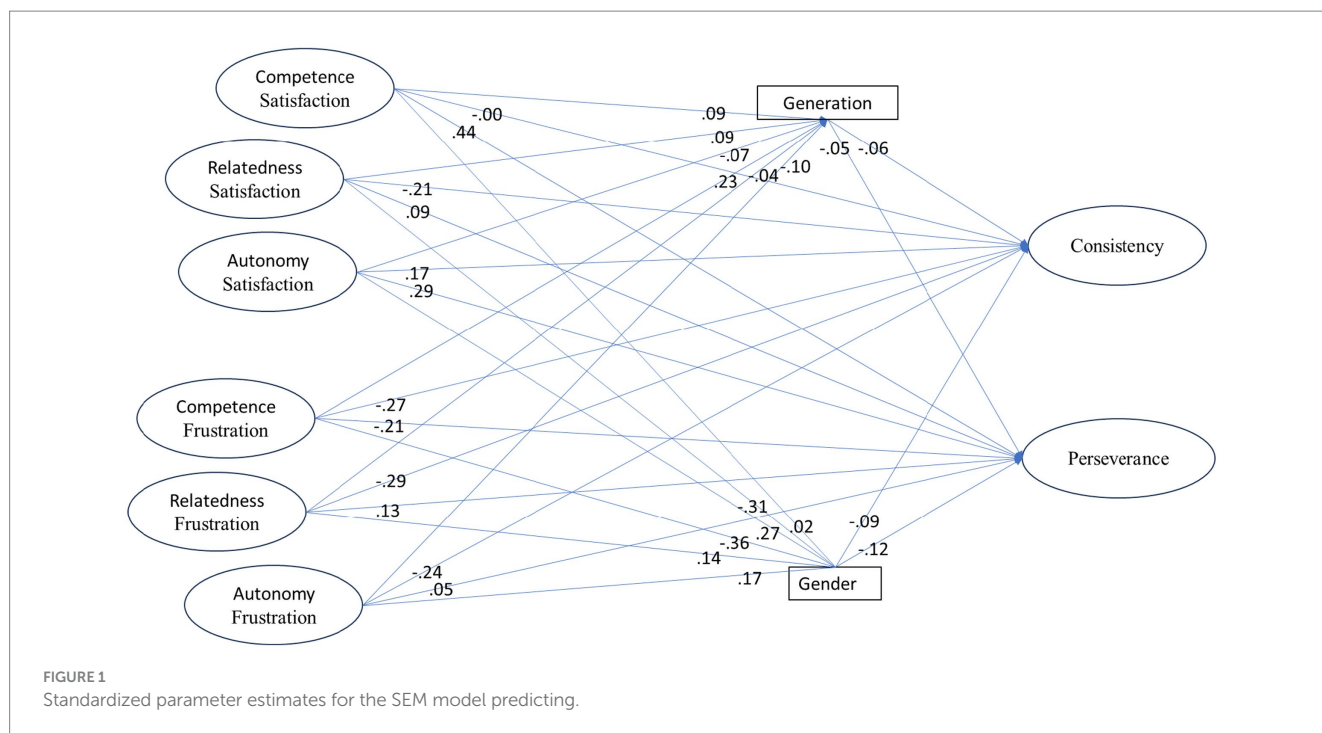 Competence
Satisfaction
Generation
.09
-.00
.44
.09
-.05 -.06
-.07
-.10
-.04
.23
Relatedness
Satisfaction
-.21
.09
Consistency
Autonomy
Satisfaction
.17
.29
Competence
Frustration
-.27
-.21
Perseverance
Relatedness
Frustration
-.29
.13
-.31
.02
-.09
.27
-.36
-.12
.14
Autonomy
Frustration
-.24
.05
.17
Gender
FIGURE 1
Standardized parameter estimates for the SEM model predicting.